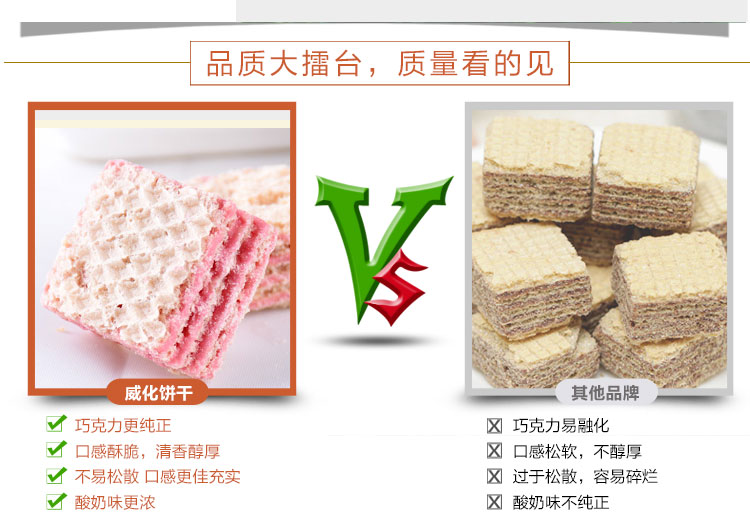 品质大擂台，质量看的见
VS
威化饼干
其他品牌
巧克力更纯正
口感酥脆，清香醇厚
不易松散 口感更佳充实
酸奶味更浓
巧克力易融化
口感松软，不醇厚
过于松散，容易碎烂
酸奶味不纯正